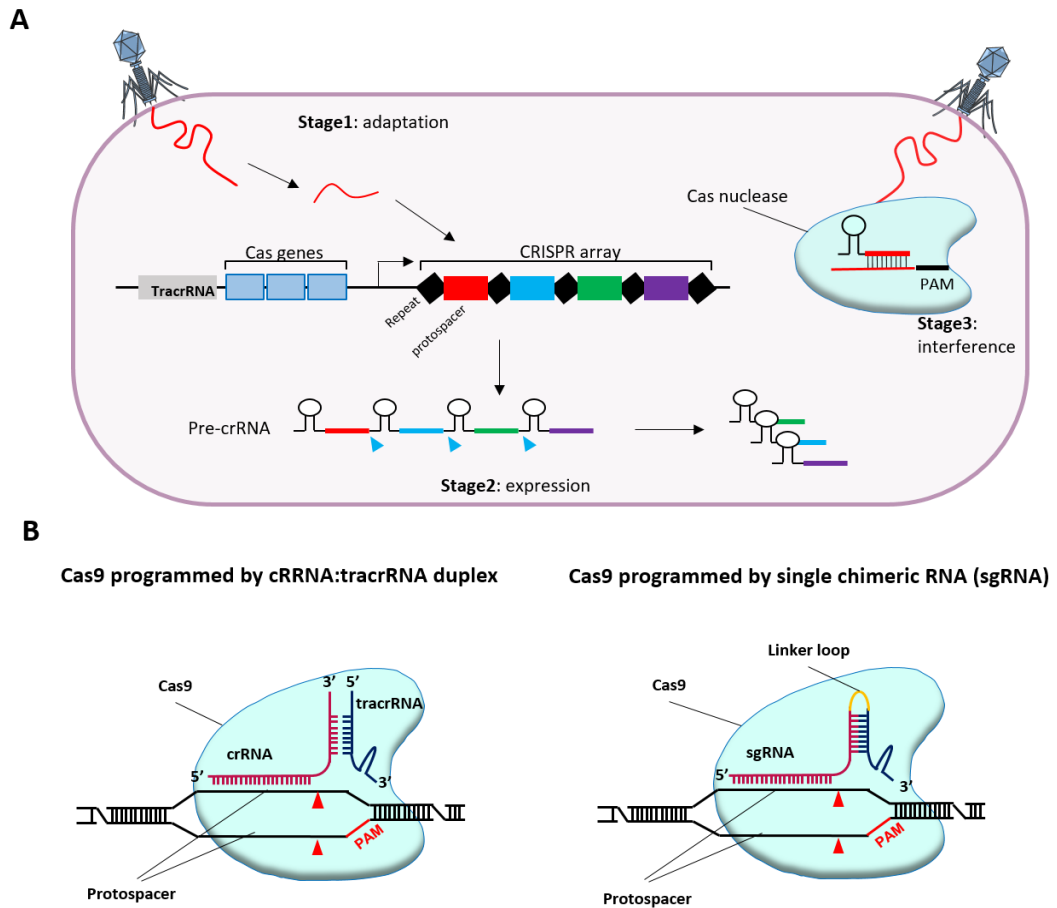 A
Stage1: adaptation
Cas nuclease
Cas genes
CRISPR array
TracrRNA
Repeat
protospacer
PAM
Stage3:
interference
Pre-crRNA
Stage2: expression
B
Cas9 programmed by cRRNA:tracrRNA duplex
Cas9 programmed by single chimeric RNA (sgRNA)
Cas9
3’ 5’
tracrRNA
crRNA
5’
3’
PAM
Protospacer
Linker loop
Cas9
sgRNA
5’
3’
PAM
Protospacer